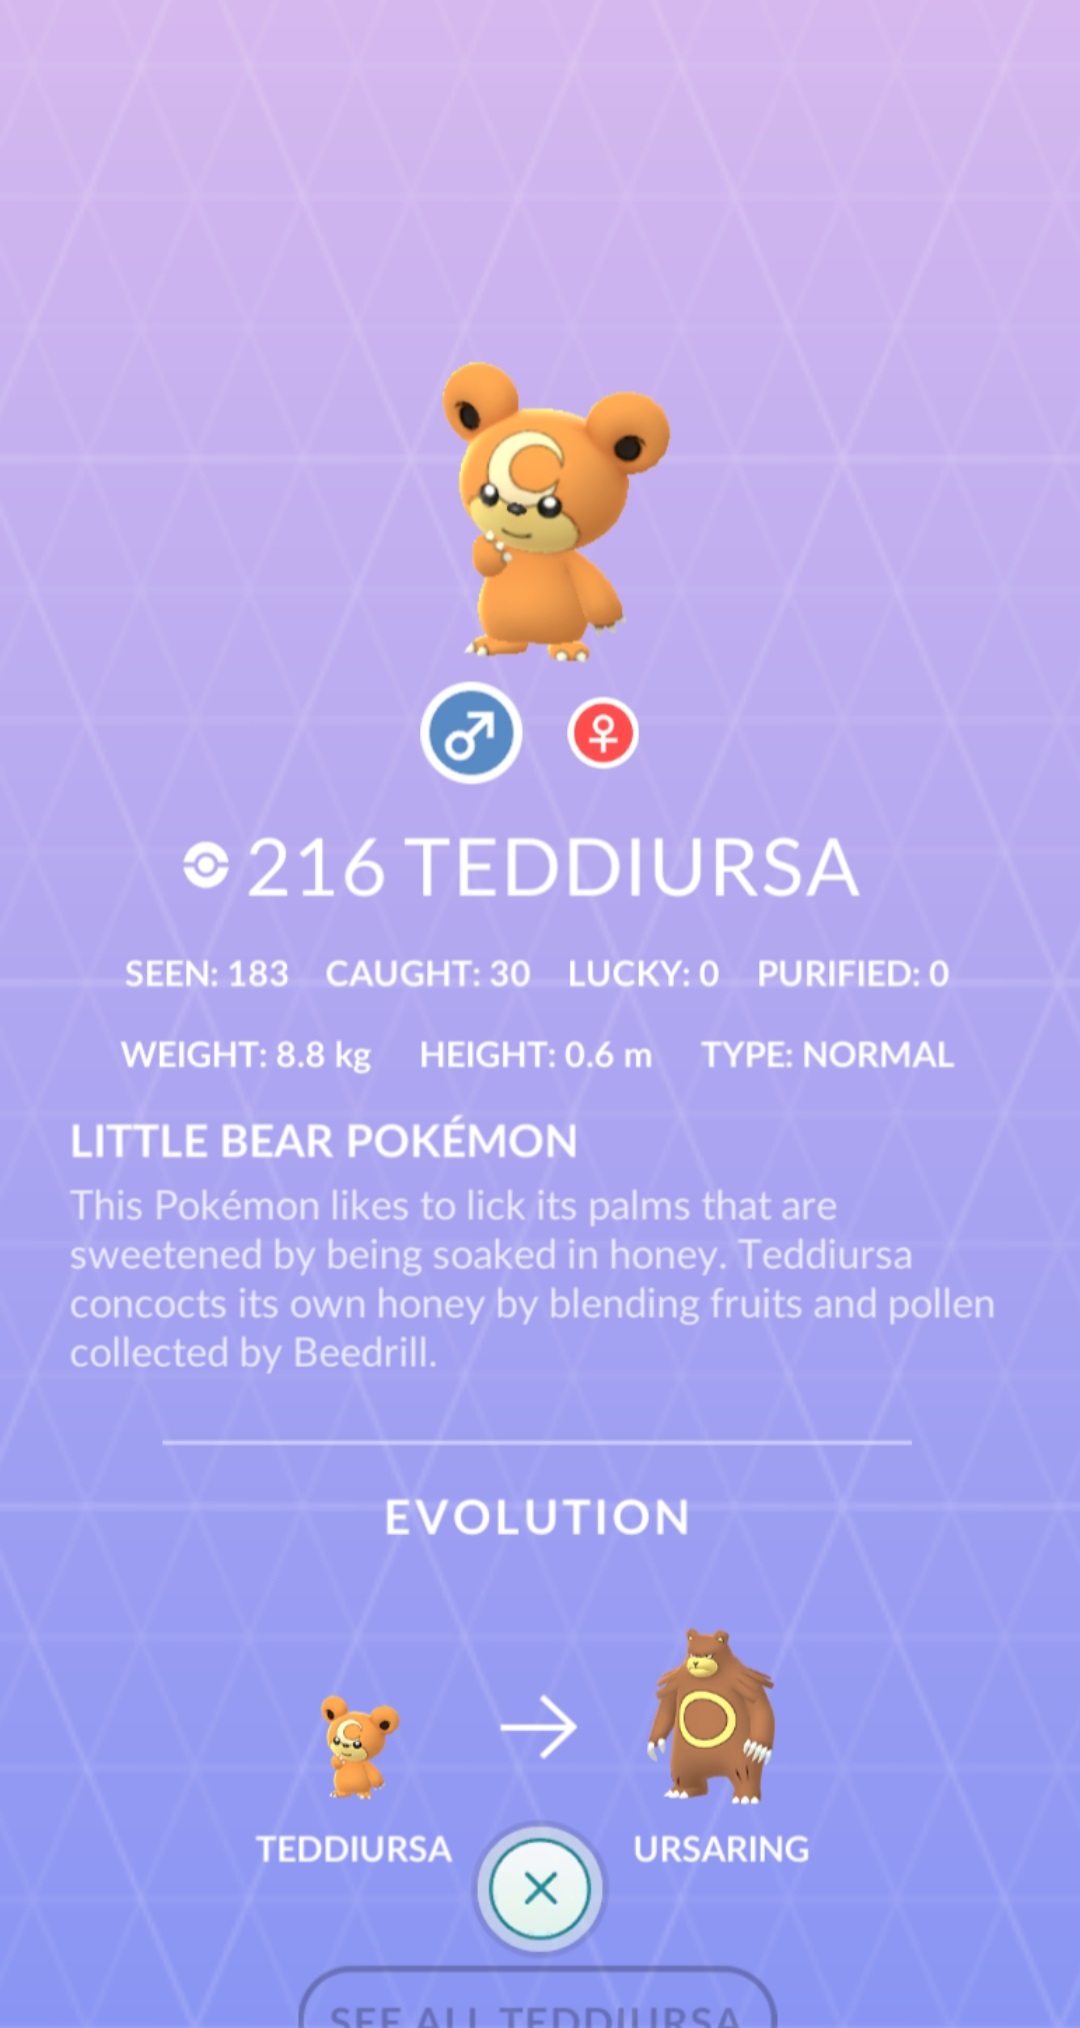 216 TEDDIURSA
SEEN: 183 CAUGHT: 30 LUCKY: 0 PURIFIED: 0
WEIGHT: 8.8 kg HEIGHT: 0.6 m TYPE: NORMAL
LITTLE BEAR POKÉMON
This Pokémon likes to lick its palms that are
sweetened by being soaked in honey. Teddiursa
concocts its own honey by blending fruits and pollen
collected by Beedrill.
EVOLUTION
TEDDIURSA URSARING
SEE ALL TEDDIURSA